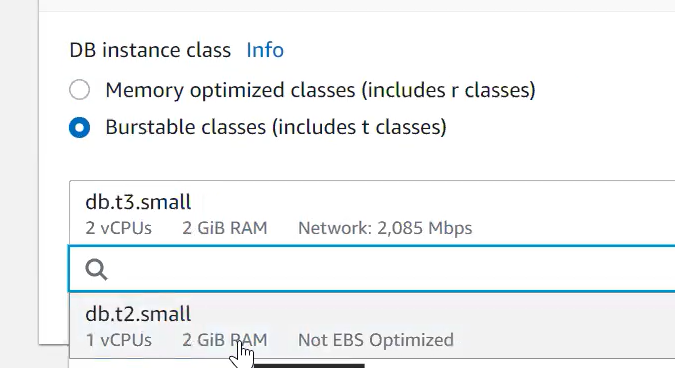 DB instance class Info
Memory optimized classes (includes r classes)
Burstable classes (includes t classes)
db.t3.small
2 vCPUs 2 GiB RAM Network: 2,085 Mbps
db.t2.small
1 vCPUs 2 GiB RAM Not EBS Optimized